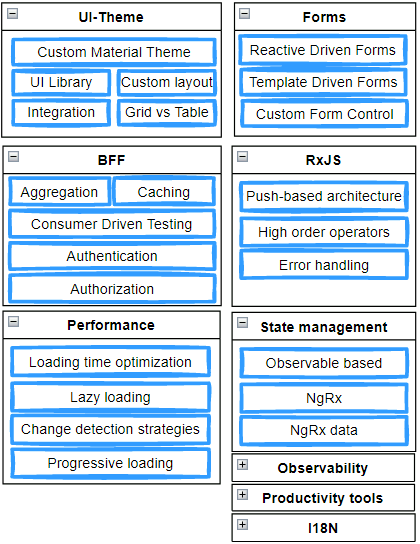 UI-Theme
Custom Material Theme
UI Library
Custom layout
Integration
Grid vs Table
Forms
Reactive Driven Forms
Template Driven Forms
Custom Form Control
BFF
Aggregation
Caching
Consumer Driven Testing
Authentication
Authorization
RxJS
Push-based architecture
High order operators
Error handling
Performance
Loading time optimization
Lazy loading
Change detection strategies
Progressive loading
State management
Observable based
NgRx
NgRx data
Observability
Productivity tools
I18N